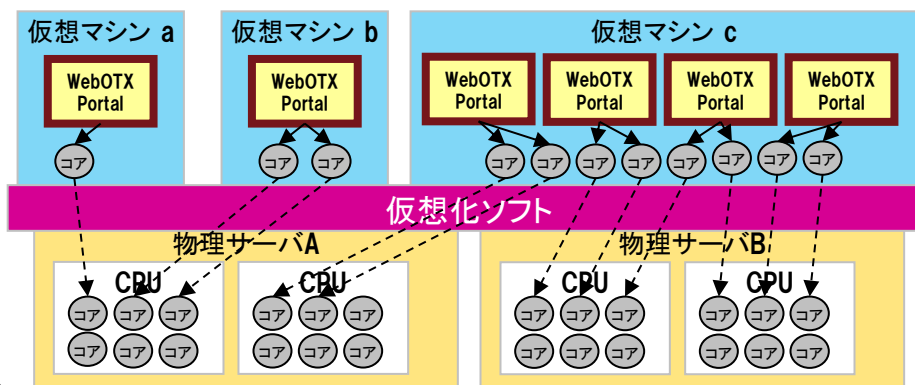 仮想マシン a
仮想マシン b
仮想マシン c
WebOTX
Portal
WebOTX
Portal
WebOTX
Portal
WebOTX
Portal
WebOTX
Portal
WebOTX
Portal
コア
コア コア
コア コア コア コア コア コア コア コア
仮想化ソフト
物理サーバA
物理サーバB
CPU
CPU
CPU
CPU
コア コア コア
コア コア コア
コア コア コア
コア コア コア
コア コア コア
コア コア コア
コア コア コア
コア コア コア